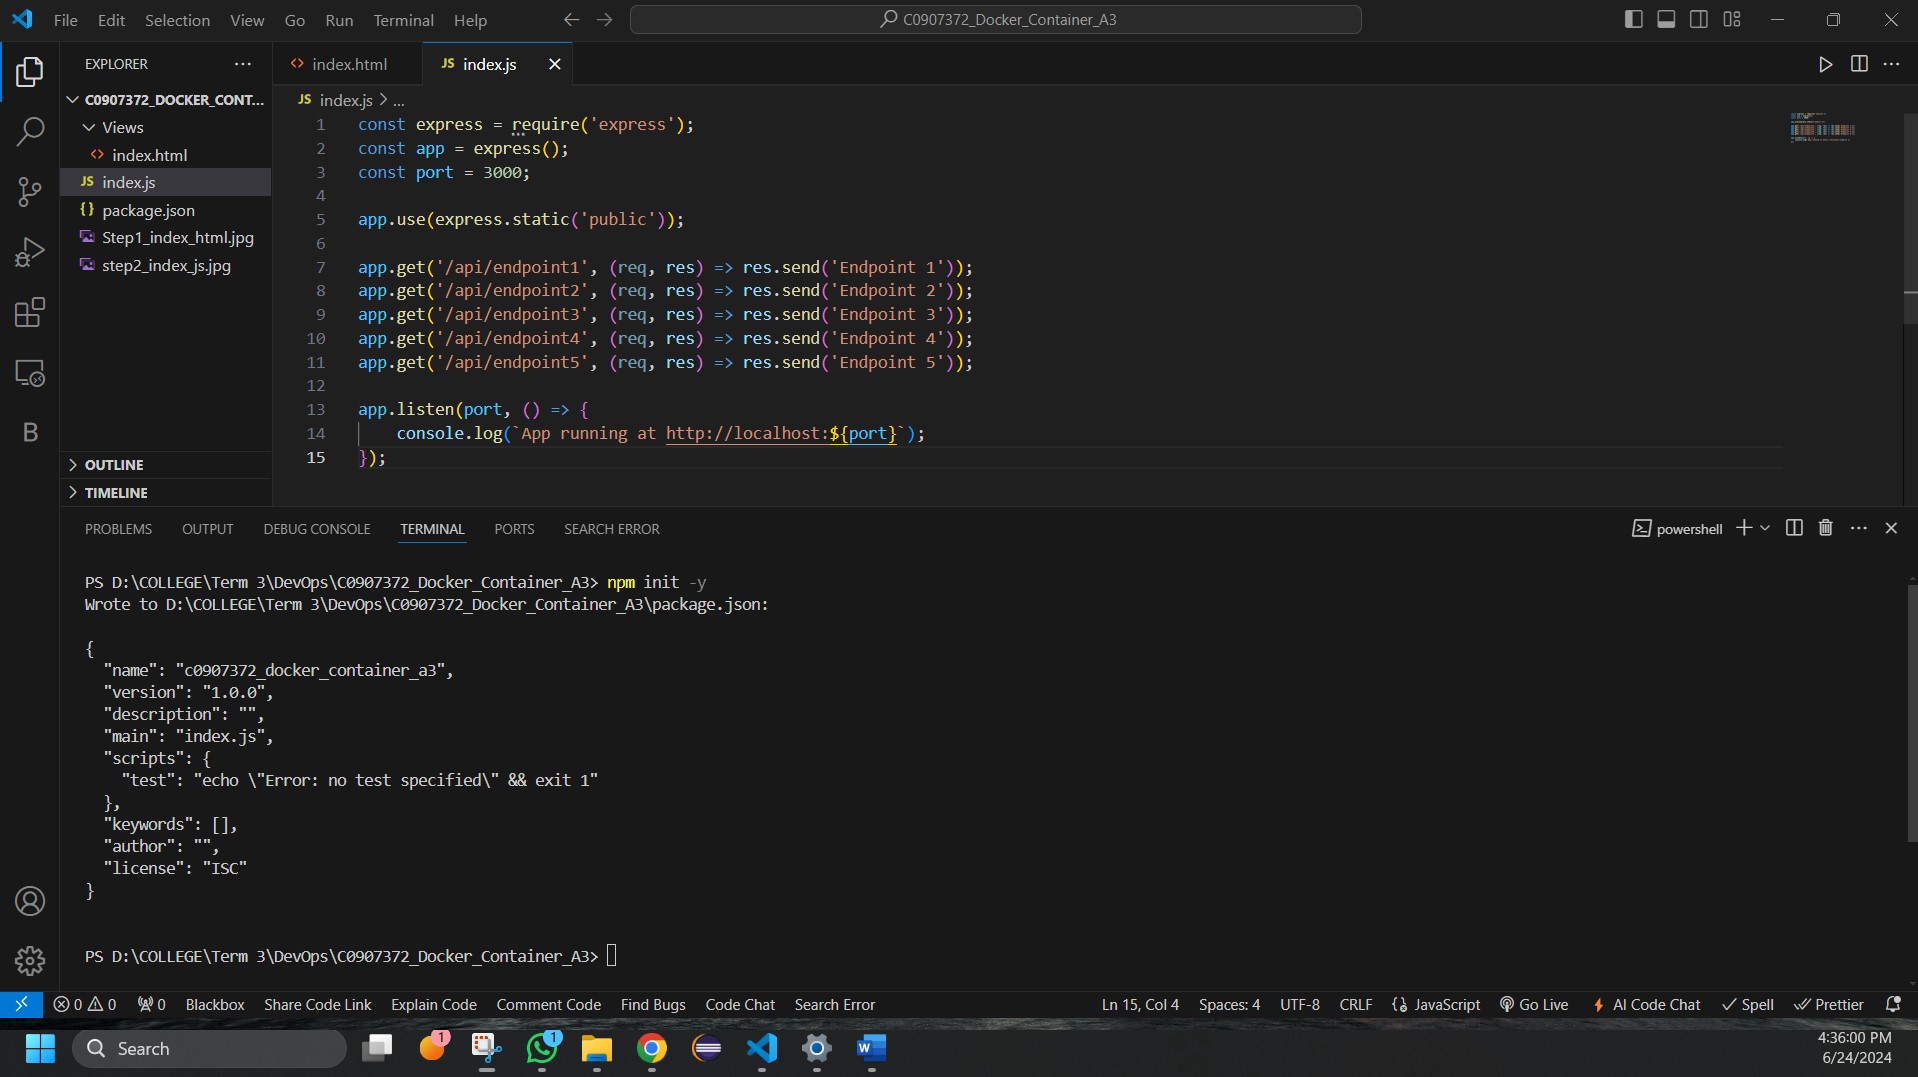 File Edit Selection View Go Run Terminal Help
C0907372_Docker_Container_A3
EXPLORER
C0907372_DOCKER_CONT...
Views
index.html
JS index.js
{} package.json
Step1_index_html.jpg
step2_index_js.jpg
OUTLINE
TIMELINE
B
index.html
JS index.js
JS index.js > ...
1 const express = require('express');
2 const app = express();
3 const port = 3000;
4
5 app.use(express.static('public'));
6
7 app.get('/api/endpoint1', (req, res) => res.send('Endpoint 1'));
8 app.get('/api/endpoint2', (req, res) => res.send('Endpoint 2'));
9 app.get('/api/endpoint3', (req, res) => res.send('Endpoint 3'));
10 app.get('/api/endpoint4', (req, res) => res.send('Endpoint 4'));
11 app.get('/api/endpoint5', (req, res) => res.send('Endpoint 5'));
12
13 app.listen(port, () => {
14 console.log(`App running at http://localhost:${port}`);
15 });
PROBLEMS OUTPUT DEBUG CONSOLE TERMINAL PORTS SEARCH ERROR
powershell
PS D:\COLLEGE\Term 3\DevOps\C0907372_Docker_Container_A3> npm init -y
Wrote to D:\COLLEGE\Term 3\DevOps\C0907372_Docker_Container_A3\package.json:
{
"name": "c0907372_docker_container_a3",
"version": "1.0.0",
"description": "",
"main": "index.js",
"scripts": {
"test": "echo \"Error: no test specified\" && exit 1"
},
"keywords": [],
"author": "",
"license": "ISC"
}
PS D:\COLLEGE\Term 3\DevOps\C0907372_Docker_Container_A3>
0 0 0 Blackbox Share Code Link Explain Code Comment Code Find Bugs Code Chat Search Error
Ln 15, Col 4 Spaces: 4 UTF-8 CRLF {} JavaScript Go Live AI Code Chat Spell Prettier
Search
1
1
W
4:36:00 PM
6/24/2024